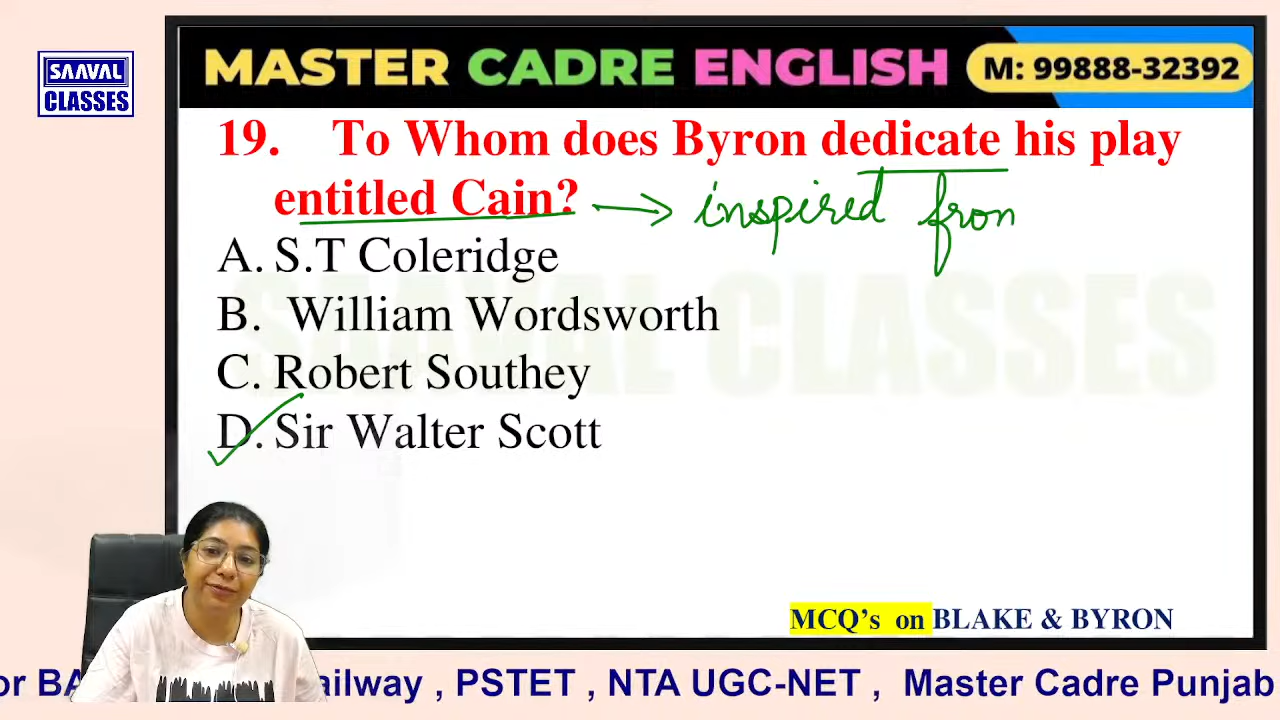 SAAVAL
CLASSES
MASTER CADRE ENGLISH
M: 99888-32392
19. To Whom does Byron dedicate his play
entitled Cain? → inspired from
A. S.T Coleridge
B. William Wordsworth
C. Robert Southey
D. Sir Walter Scott
SAAVAL CLASSES
MCQ’s on BLAKE & BYRON
or BA ailway , PSTET , NTA UGC-NET , Master Cadre Punjab